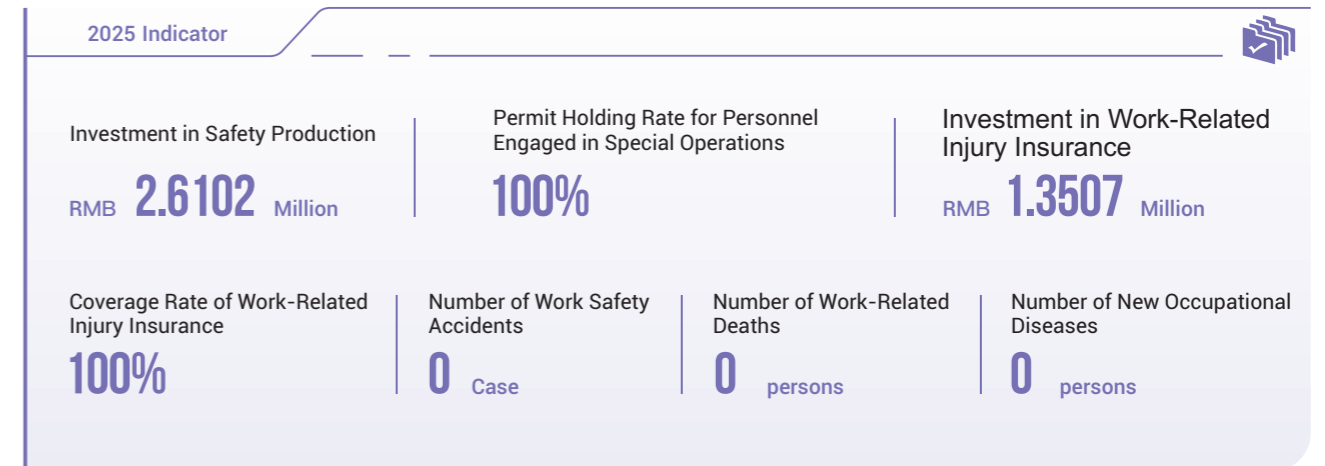 2025 Indicator
Investment in Safety Production
RMB 2.6102 Million
Permit Holding Rate for Personnel
Engaged in Special Operations
100%
Investment in Work-Related
Injury Insurance
RMB 1.3507 Million
Coverage Rate of Work-Related
Injury Insurance
100%
Number of Work Safety
Accidents
0 Case
Number of Work-Related
Deaths
0 persons
Number of New Occupational
Diseases
0 persons